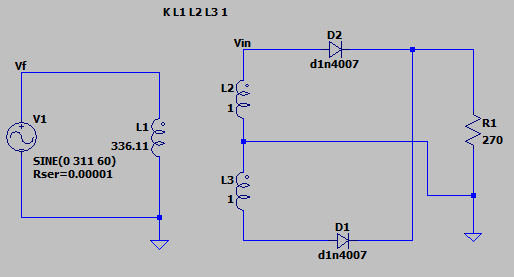 K L1 L2 L3 1
D2
Vin
d1n4007
Vf
L2
1
V1
L1
336.11
R1
270
SINE(0 311 60)
Rser=0.00001
L3
1
D1
d1n4007